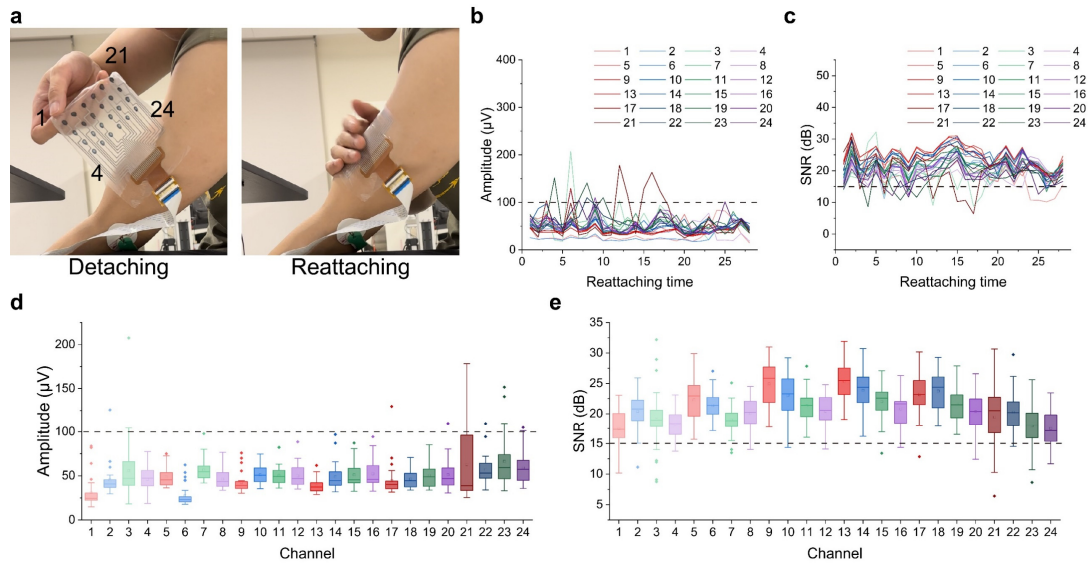 a
21
1
24
4
Detaching
Reattaching
b
1 2 3 4
5 6 7 8
9 10 11 12
13 14 15 16
17 18 19 20
21 22 23 24
400
300
200
100
0
Amplitude (µV)
0 5 10 15 20 25
Reattaching time
c
1 2 3 4
5 6 7 8
9 10 11 12
13 14 15 16
17 18 19 20
21 22 23 24
50
40
30
20
10
0
SNR (dB)
0 5 10 15 20 25
Reattaching time
d
200
150
100
50
0
Amplitude (µV)
1 2 3 4 5 6 7 8 9 10 11 12 13 14 15 16 17 18 19 20 21 22 23 24
Channel
e
35
30
25
20
15
10
5
SNR (dB)
1 2 3 4 5 6 7 8 9 10 11 12 13 14 15 16 17 18 19 20 21 22 23 24
Channel